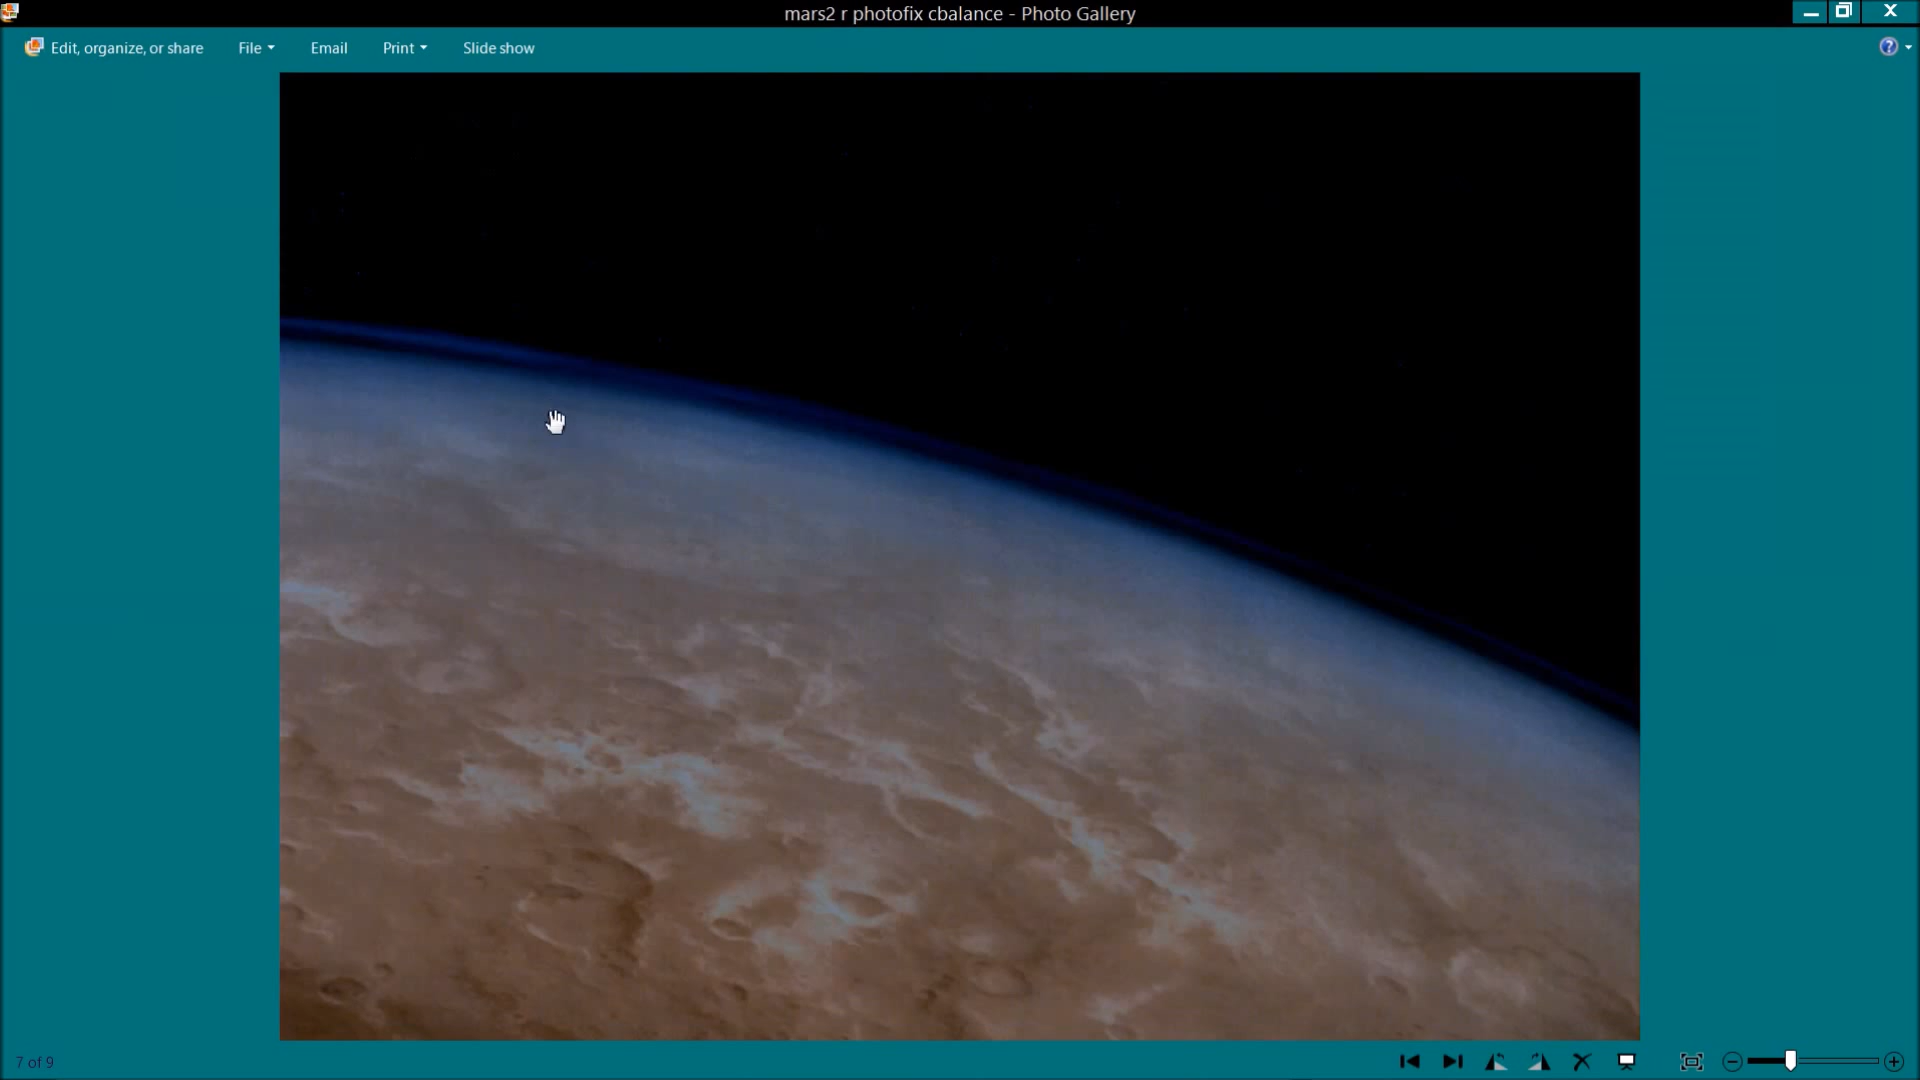 mars2 r photofix cbalance - Photo Gallery
Edit, organize, or share File Email Print Slide show
7 of 9